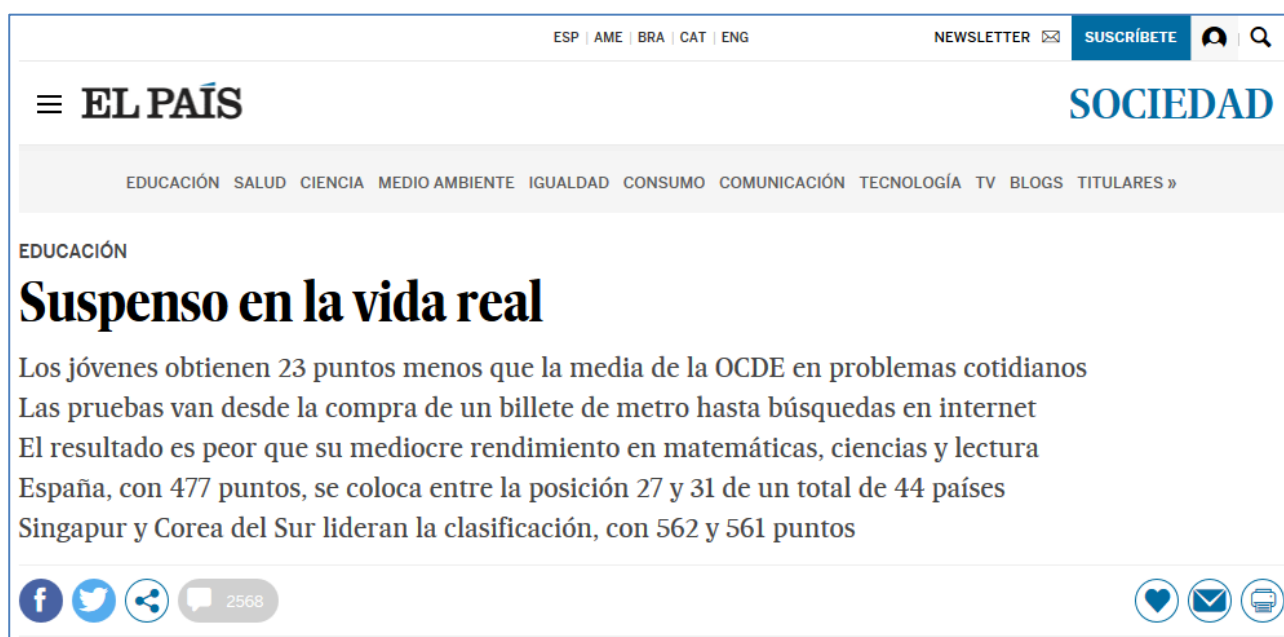 ESP | AME | BRA | CAT | ENG NEWSLETTER SUSCRÍBETE
EL PAÍS SOCIEDAD
EDUCACIÓN SALUD CIENCIA MEDIO AMBIENTE IGUALDAD CONSUMO COMUNICACIÓN TECNOLOGÍA TV BLOGS TITULARES »
EDUCACIÓN
Suspenso en la vida real
Los jóvenes obtienen 23 puntos menos que la media de la OCDE en problemas cotidianos
Las pruebas van desde la compra de un billete de metro hasta búsquedas en internet
El resultado es peor que su mediocre rendimiento en matemáticas, ciencias y lectura
España, con 477 puntos, se coloca entre la posición 27 y 31 de un total de 44 países
Singapur y Corea del Sur lideran la clasificación, con 562 y 561 puntos
f 2568